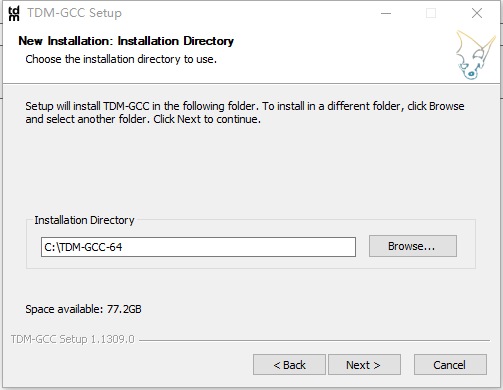 tdm TDM-GCC Setup
New Installation: Installation Directory
Choose the installation directory to use.
Setup will install TDM-GCC in the following folder. To install in a different folder, click Browse
and select another folder. Click Next to continue.
Installation Directory
C:\TDM-GCC-64
Browse...
Space available: 77.2GB
TDM-GCC Setup 1.1309.0
< Back
Next >
Cancel